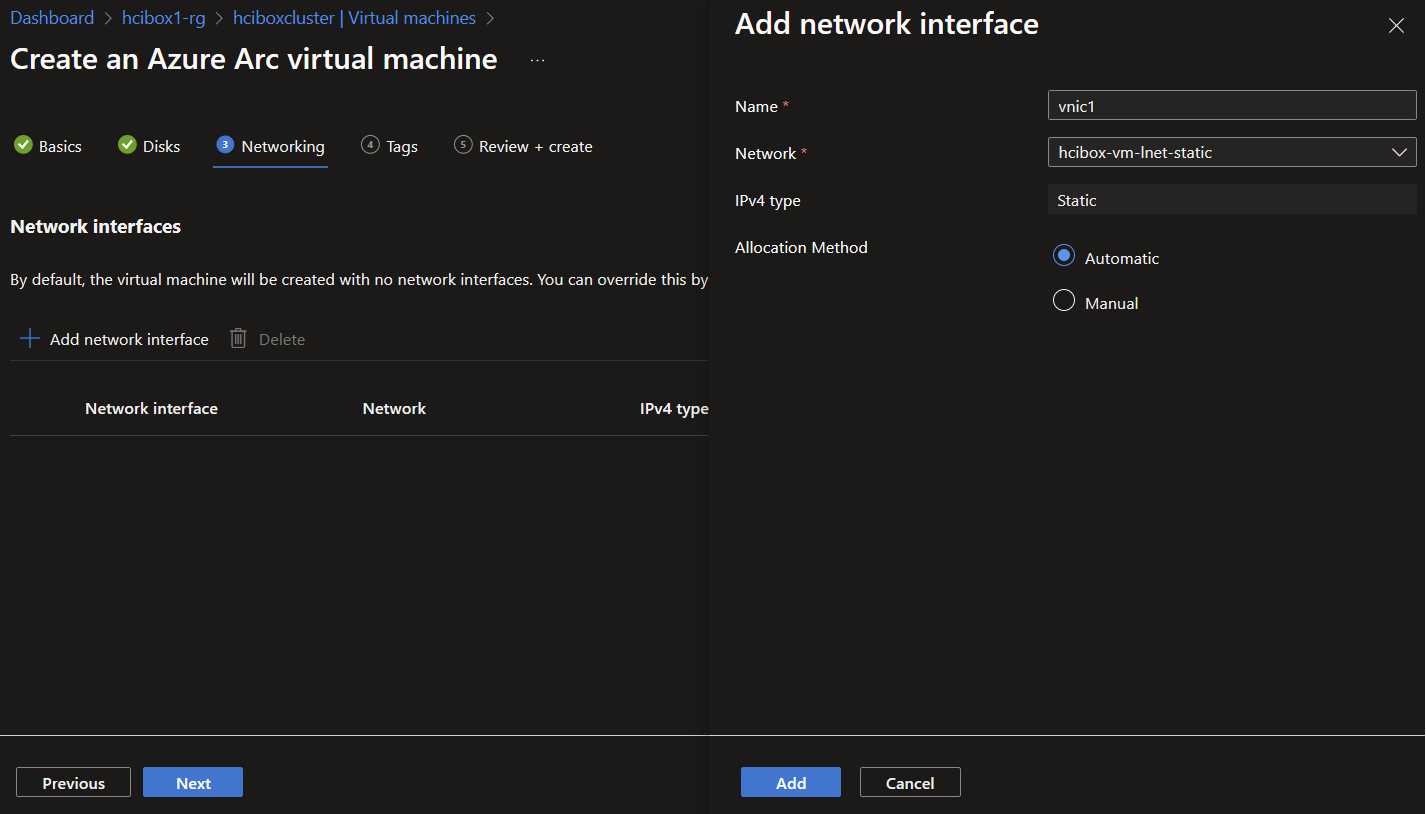 Dashboard > hcibox1-rg > hciboxcluster | Virtual machines >
Create an Azure Arc virtual machine ...
Basics
Disks
3 Networking
4 Tags
5 Review + create
Network interfaces
By default, the virtual machine will be created with no network interfaces. You can override this by
Add network interface
Delete
Network interface
Network
IPv4 type
Previous
Next
Add network interface
Name *
vnic1
Network *
hcibox-vm-lnet-static
IPv4 type
Static
Allocation Method
Automatic
Manual
Add
Cancel